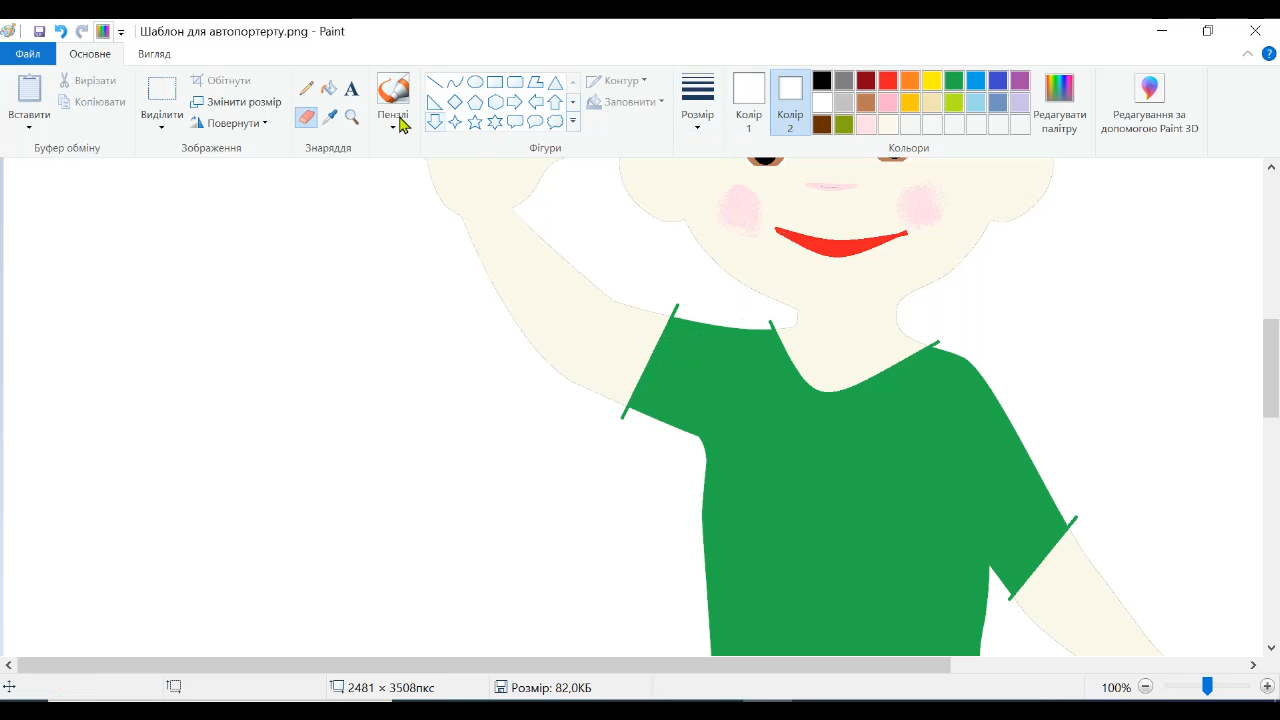 Шаблон для автопортерту.png - Paint
Файл
Основне
Вигляд
Вставити
Вирізати
Копіювати
Буфер обміну
Виділити
Обітнути
Змінити розмір
Повернути
Зображення
A
Знаряддя
Пензлі
Контур
Заповнити
Фігури
Розмір
Колір
1
Колір
2
Кольори
Редагувати
палітру
Редагування за
допомогою Paint 3D
2481 × 3508пкс
Розмір: 82,0КБ
100%